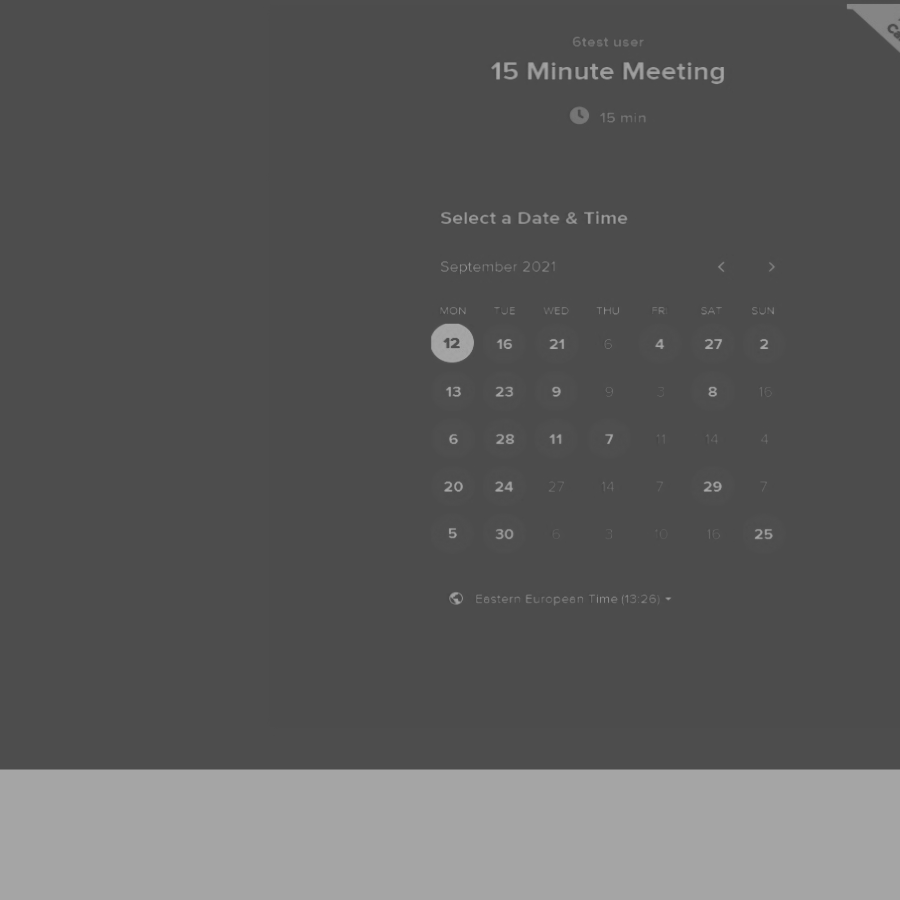 6test user
15 Minute Meeting
15 min
Select a Date & Time
September 2021
MON TUE WED THU FRI SAT SUN
12 16 21 6 4 27 2
13 23 9 9 3 8 16
6 28 11 7 11 14 4
20 24 27 14 7 29 7
5 30 6 3 10 16 25
Eastern European Time (13:26)